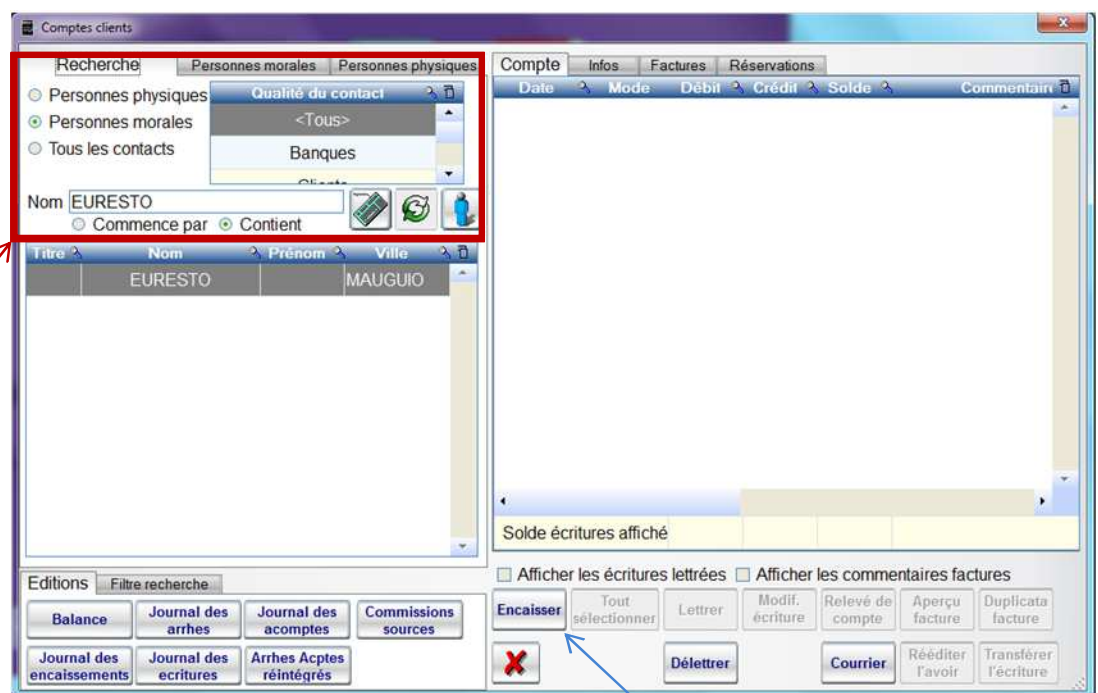 Comptes clients
Recherche Personnes morales Personnes physiques
Personnes physiques
Personnes morales
Tous les contacts
Qualité du contact
<Tous>
Banques
Clients
Nom EURESTO
Commence par Contient
Titre Nom Prénom Ville
EURESTO MAUGUIO
Editions Filtre recherche
Balance
Journal des arrhes
Journal des acomptes
Commissions sources
Journal des encaissements
Journal des ecritures
Arrhes Acptes réintégrés
Compte Infos Factures Réservations
Date Mode Débit Crédit Solde Commentair
Solde écritures affiché
Afficher les écritures lettrées Afficher les commentaires factures
Encaisser
Tout sélectionner
Lettrer
Modif. écriture
Relevé de compte
Aperçu facture
Duplicata facture
Délettrer
Courrier
Rééditer l'avoir
Transférer l'écriture